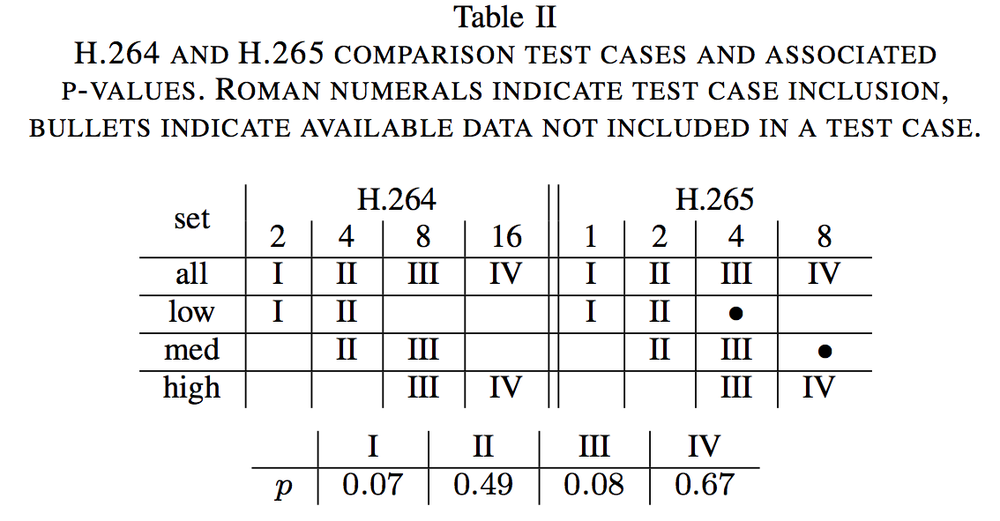 Table II
H.264 AND H.265 COMPARISON TEST CASES AND ASSOCIATED
P-VALUES. ROMAN NUMERALS INDICATE TEST CASE INCLUSION,
BULLETS INDICATE AVAILABLE DATA NOT INCLUDED IN A TEST CASE.
set H.264 H.265
2 4 8 16 1 2 4 8
all I II III IV I II III IV
low I II I II •
med II III II III •
high III IV III IV
I II III IV
p 0.07 0.49 0.08 0.67